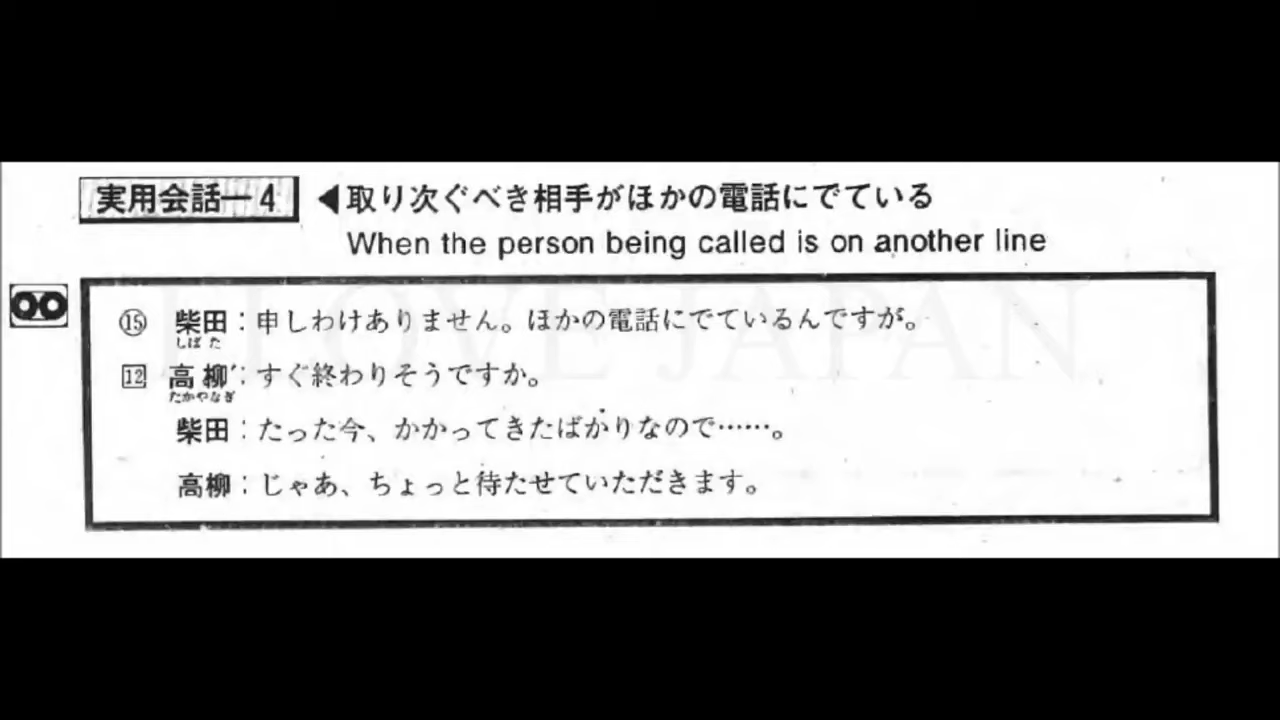 実用会話—4 ◀取り次ぐべき相手がほかの電話にでている
When the person being called is on another line
I LOVE JAPAN
⑮ 柴田：申しわけありません。ほかの電話にでているんですが。
しばた
12 高柳：すぐ終わりそうですか。
たかやなぎ
柴田：たった今、かかってきたばかりなので……。
高柳：じゃあ、ちょっと待たせていただきます。